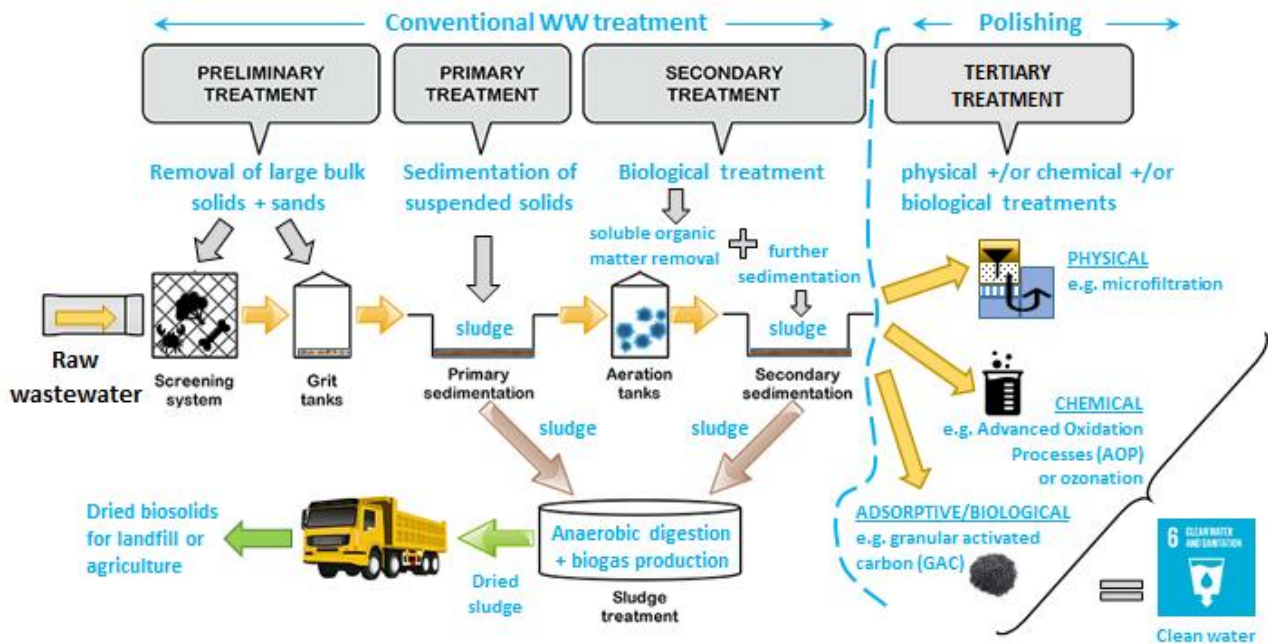 Conventional WW treatment
Polishing
PRELIMINARY
TREATMENT
PRIMARY
TREATMENT
SECONDARY
TREATMENT
TERTIARY
TREATMENT
Removal of large bulk
solids + sands
Sedimentation of
suspended solids
Biological treatment
physical +/or chemical +/or
biological treatments
soluble organic
matter removal
further
sedimentation
PHYSICAL
e.g. microfiltration
Raw
wastewater
Screening
system
Grit
tanks
sludge
Primary
sedimentation
Aeration
tanks
sludge
Secondary
sedimentation
CHEMICAL
e.g. Advanced Oxidation
Processes (AOP)
or ozonation
sludge
sludge
Dried biosolids
for landfill or
agriculture
Dried
sludge
Anaerobic digestion
+ biogas production
Sludge
treatment
ADSORPTIVE/BIOLOGICAL
e.g. granular activated
carbon (GAC)
6 CLEAN WATER
AND SANITATION
Clean water